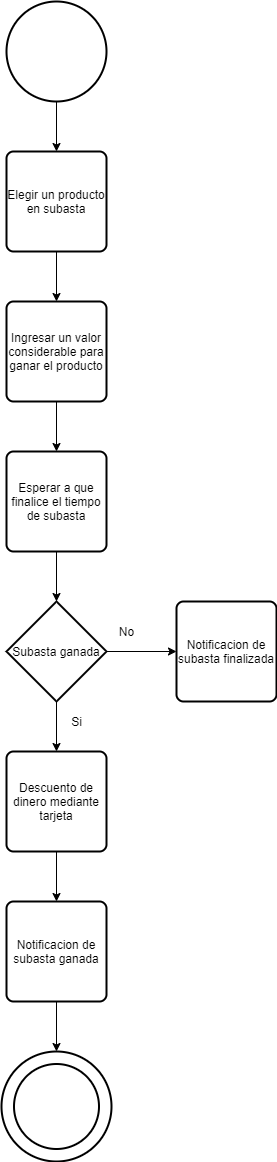 Elegir un producto
en subasta
Ingresar un valor
considerable para
ganar el producto
Esperar a que
finalice el tiempo
de subasta
Subasta ganada
No
Notificacion de
subasta finalizada
Si
Descuento de
dinero mediante
tarjeta
Notificacion de
subasta ganada